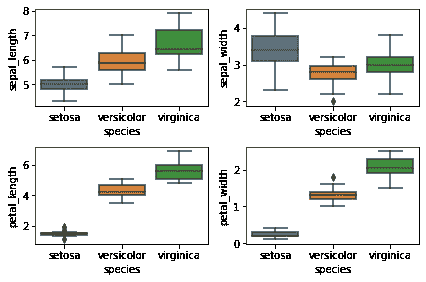 sepal_length
8
7
6
5
setosa versicolor virginica
species
sepal_width
4
3
2
setosa versicolor virginica
species
petal_length
6
4
2
setosa versicolor virginica
species
petal_width
2
1
0
setosa versicolor virginica
species